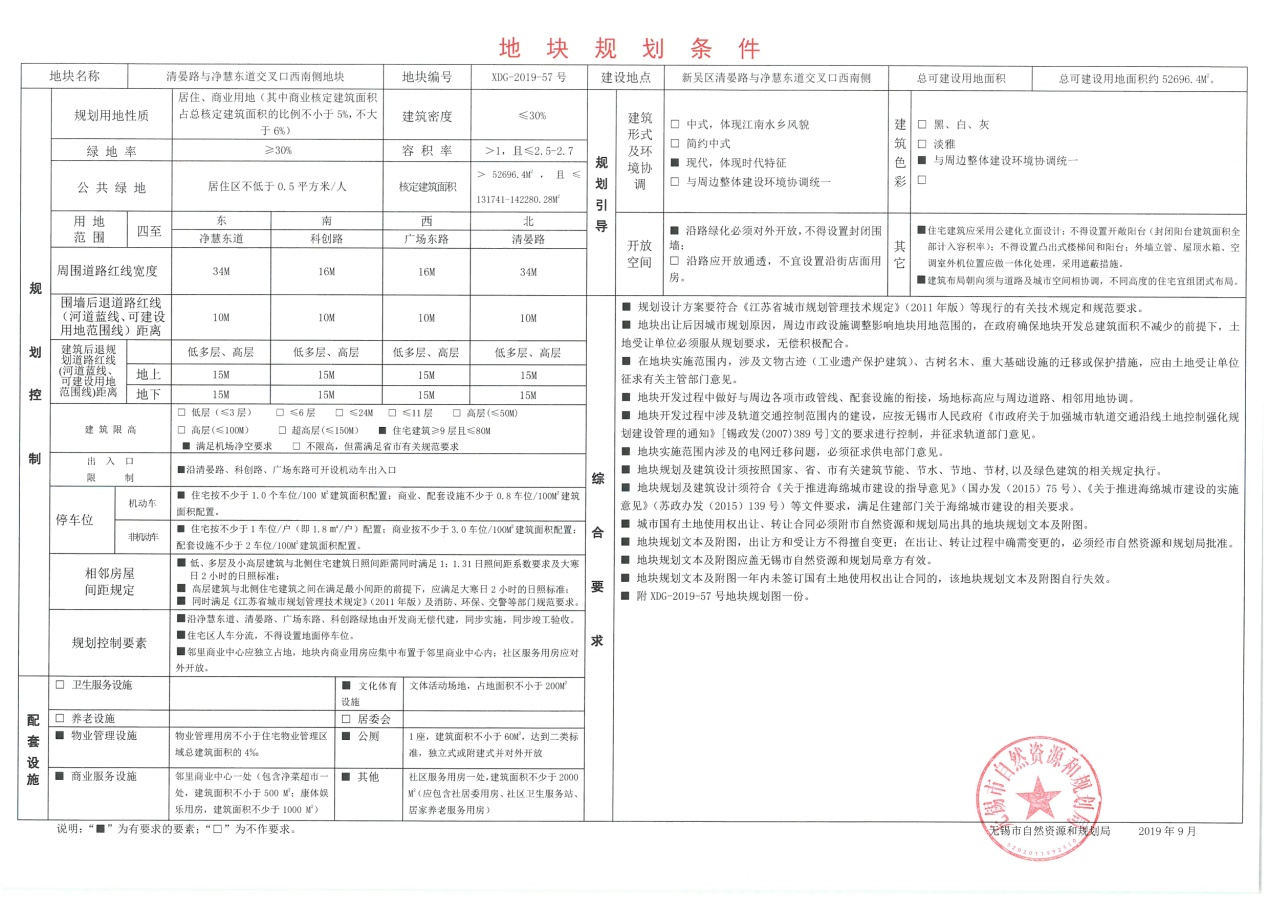 地块规划条件
地块名称 清晏路与净慧东道交叉口西南侧地块 地块编号 XDG-2019-57 号 建设地点 新吴区清晏路与净慧东道交叉口西南侧 总可建设用地面积 总可建设用地面积约 52696.4M²。
规划控制
规划用地性质
居住、商业用地（其中商业核定建筑面积
占总核定建筑面积的比例不小于 5%，不大
于 6%）
建筑密度 ≤30%
绿 地 率 ≥30% 容 积 率 >1，且≤2.5-2.7
公 共 绿 地 居住区不低于 0.5 平方米/人 核定建筑面积
> 52696.4M² ， 且 ≤
131741-142280.28M²
用 地
范 围
四至
东 南 西 北
净慧东道 科创路 广场东路 清晏路
周围道路红线宽度 34M 16M 16M 34M
围墙后退道路红线
（河道蓝线、可建设
用地范围线）距离
10M 10M 10M 10M
建筑后退规
划道路红线
(河道蓝线、
可建设用地
范围线)距离
低多层、高层 低多层、高层 低多层、高层 低多层、高层
地上 15M 15M 15M 15M
地下 15M 15M 15M 15M
建 筑 限 高
□ 低层（≤3 层） □ ≤6 层 □ ≤24M □ ≤11 层 □ 高层(≤50M)
□ 高层(≤100M) □ 超高层(≤150M) ■ 住宅建筑≥9 层且≤80M
■ 满足机场净空要求 □ 不限高，但需满足省市有关规范要求
出 入 口
限 制
■沿清晏路、科创路、广场东路可开设机动车出入口
停车位
机动车
■ 住宅按不少于 1.0 个车位/100 M²建筑面积配置；商业、配套设施不少于 0.8 车位/100M²建筑
面积配置。
非机动车
■ 住宅按不少于 1 车位/户（即 1.8 ㎡/户）配置；商业按不少于 3.0 车位/100M²建筑面积配置；
配套设施不少于 2 车位/100M²建筑面积配置。
相邻房屋
间距规定
■ 低、多层及小高层建筑与北侧住宅建筑日照间距需同时满足 1：1.31 日照间距系数要求及大寒
日 2 小时的日照标准；
■ 高层建筑与北侧住宅建筑之间在满足最小间距的前提下，应满足大寒日 2 小时的日照标准；
■ 同时满足《江苏省城市规划管理技术规定》（2011 年版）及消防、环保、交警等部门规范要求。
规划控制要素
■沿净慧东道、清晏路、广场东路、科创路绿地由开发商无偿代建，同步实施，同步竣工验收。
■住宅区人车分流，不得设置地面停车位。
■邻里商业中心应独立占地，地块内商业用房应集中布置于邻里商业中心内；社区服务用房应对
外开放。
配套设施
□ 卫生服务设施
■ 文化体育
设施
文体活动场地，占地面积不小于 200M²
□ 养老设施 □ 居委会
■ 物业管理设施
物业管理用房不小于住宅物业管理区
域总建筑面积的 4‰
■ 公厕
1 座，建筑面积不小于 60M²，达到二类标
准，独立式或附建式并对外开放
■ 商业服务设施
邻里商业中心一处（包含净菜超市一
处，建筑面积不小于 500 M²；康体娱
乐用房，建筑面积不少于 1000 M²）
■ 其他
社区服务用房一处，建筑面积不少于 2000
M²（应包含社居委用房、社区卫生服务站、
居家养老服务用房）
规划引导
建筑
形式
及环
境协
调
□ 中式，体现江南水乡风貌
□ 简约中式
■ 现代，体现时代特征
□ 与周边整体建设环境协调统一
建筑色彩
□ 黑、白、灰
□ 淡雅
■ 与周边整体建设环境协调统一
□
开放
空间
■ 沿路绿化必须对外开放，不得设置封闭围
墙；
□ 沿路应开放通透，不宜设置沿街店面用
房。
其它
■住宅建筑应采用公建化立面设计；不得设置开敞阳台（封闭阳台建筑面积全
部计入容积率）；不得设置凸出式楼梯间和阳台；外墙立管、屋顶水箱、空
调室外机位置应做一体化处理，采用遮蔽措施。
■建筑布局朝向须与道路及城市空间相协调，不同高度的住宅宜组团式布局。
综合要求
■ 规划设计方案要符合《江苏省城市规划管理技术规定》（2011 年版）等现行的有关技术规定和规范要求。
■ 地块出让后因城市规划原因，周边市政设施调整影响地块用地范围的，在政府确保地块开发总建筑面积不减少的前提下，土
地受让单位必须服从规划要求，无偿积极配合。
■ 在地块实施范围内，涉及文物古迹（工业遗产保护建筑）、古树名木、重大基础设施的迁移或保护措施，应由土地受让单位
征求有关主管部门意见。
■ 地块开发过程中做好与周边各项市政管线、配套设施的衔接，场地标高应与周边道路、相邻用地协调。
■ 地块开发过程中涉及轨道交通控制范围内的建设，应按无锡市人民政府《市政府关于加强城市轨道交通沿线土地控制强化规
划建设管理的通知》[锡政发(2007)389 号]文的要求进行控制，并征求轨道部门意见。
■ 地块实施范围内涉及的电网迁移问题，必须征求供电部门意见。
■ 地块规划及建筑设计须按照国家、省、市有关建筑节能、节水、节地、节材，以及绿色建筑的相关规定执行。
■ 地块规划及建筑设计须符合《关于推进海绵城市建设的指导意见》（国办发（2015）75 号）、《关于推进海绵城市建设的实施
意见》（苏政办发（2015）139 号）等文件要求，满足住建部门关于海绵城市建设的相关要求。
■ 城市国有土地使用权出让、转让合同必须附市自然资源和规划局出具的地块规划文本及附图。
■ 地块规划文本及附图，出让方和受让方不得擅自变更；在出让、转让过程中确需变更的，必须经市自然资源和规划局批准。
■ 地块规划文本及附图应盖无锡市自然资源和规划局章方有效。
■ 地块规划文本及附图一年内未签订国有土地使用权出让合同的，该地块规划文本及附图自行失效。
■ 附 XDG-2019-57 号地块规划图一份。
无锡市自然资源和规划局
无锡市自然资源和规划局 2019 年 9 月
说明：“■”为有要求的要素；“□”为不作要求。